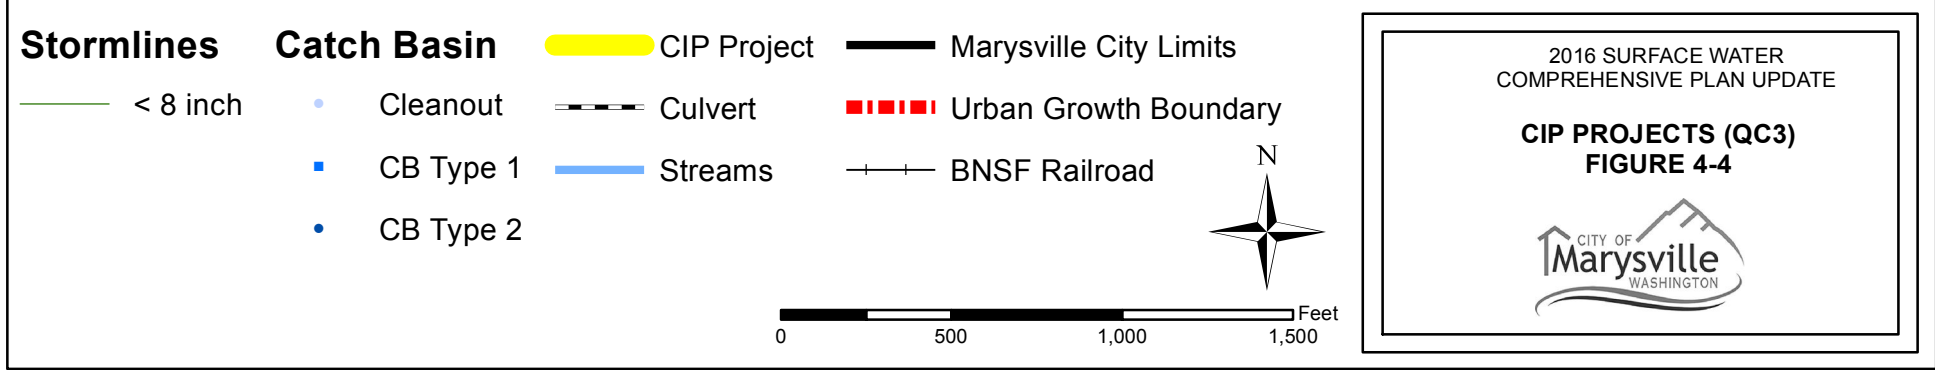 Stormlines
< 8 inch
Catch Basin
Cleanout
CB Type 1
CB Type 2
CIP Project
Culvert
Streams
Marysville City Limits
Urban Growth Boundary
BNSF Railroad
N
Feet
0 500 1,000 1,500
2016 SURFACE WATER
COMPREHENSIVE PLAN UPDATE
CIP PROJECTS (QC3)
FIGURE 4-4
CITY OF
Marysville
WASHINGTON